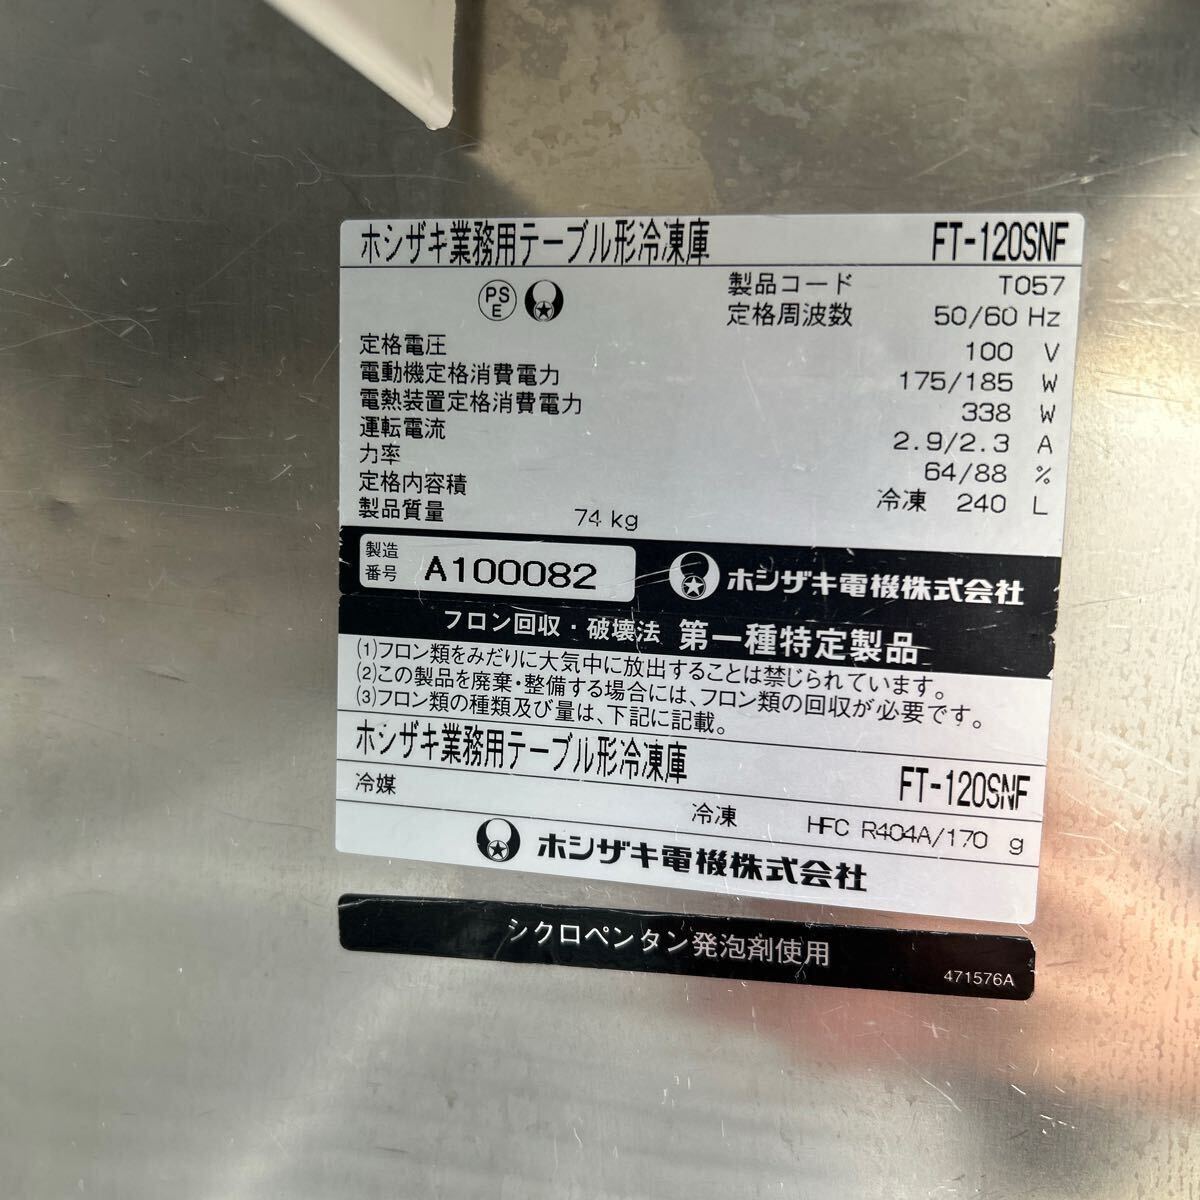 ホシザキ業務用テーブル形冷凍庫 FT-120SNF
PS
E
製品コード T057
定格周波数 50/60 Hz
定格電圧 100 V
電動機定格消費電力 175/185 W
電熱装置定格消費電力 338 W
運転電流 2.9/2.3 A
力率 64/88 %
定格内容積 冷凍 240 L
製品質量 74 kg
製造
番号 A100082 ホシザキ電機株式会社
フロン回収・破壊法 第一種特定製品
(1)フロン類をみだりに大気中に放出することは禁じられています。
(2)この製品を廃棄・整備する場合には、フロン類の回収が必要です。
(3)フロン類の種類及び量は、下記に記載。
ホシザキ業務用テーブル形冷凍庫 FT-120SNF
冷媒 冷凍 HFC R404A/170 g
ホシザキ電機株式会社
シクロペンタン発泡剤使用
471576A